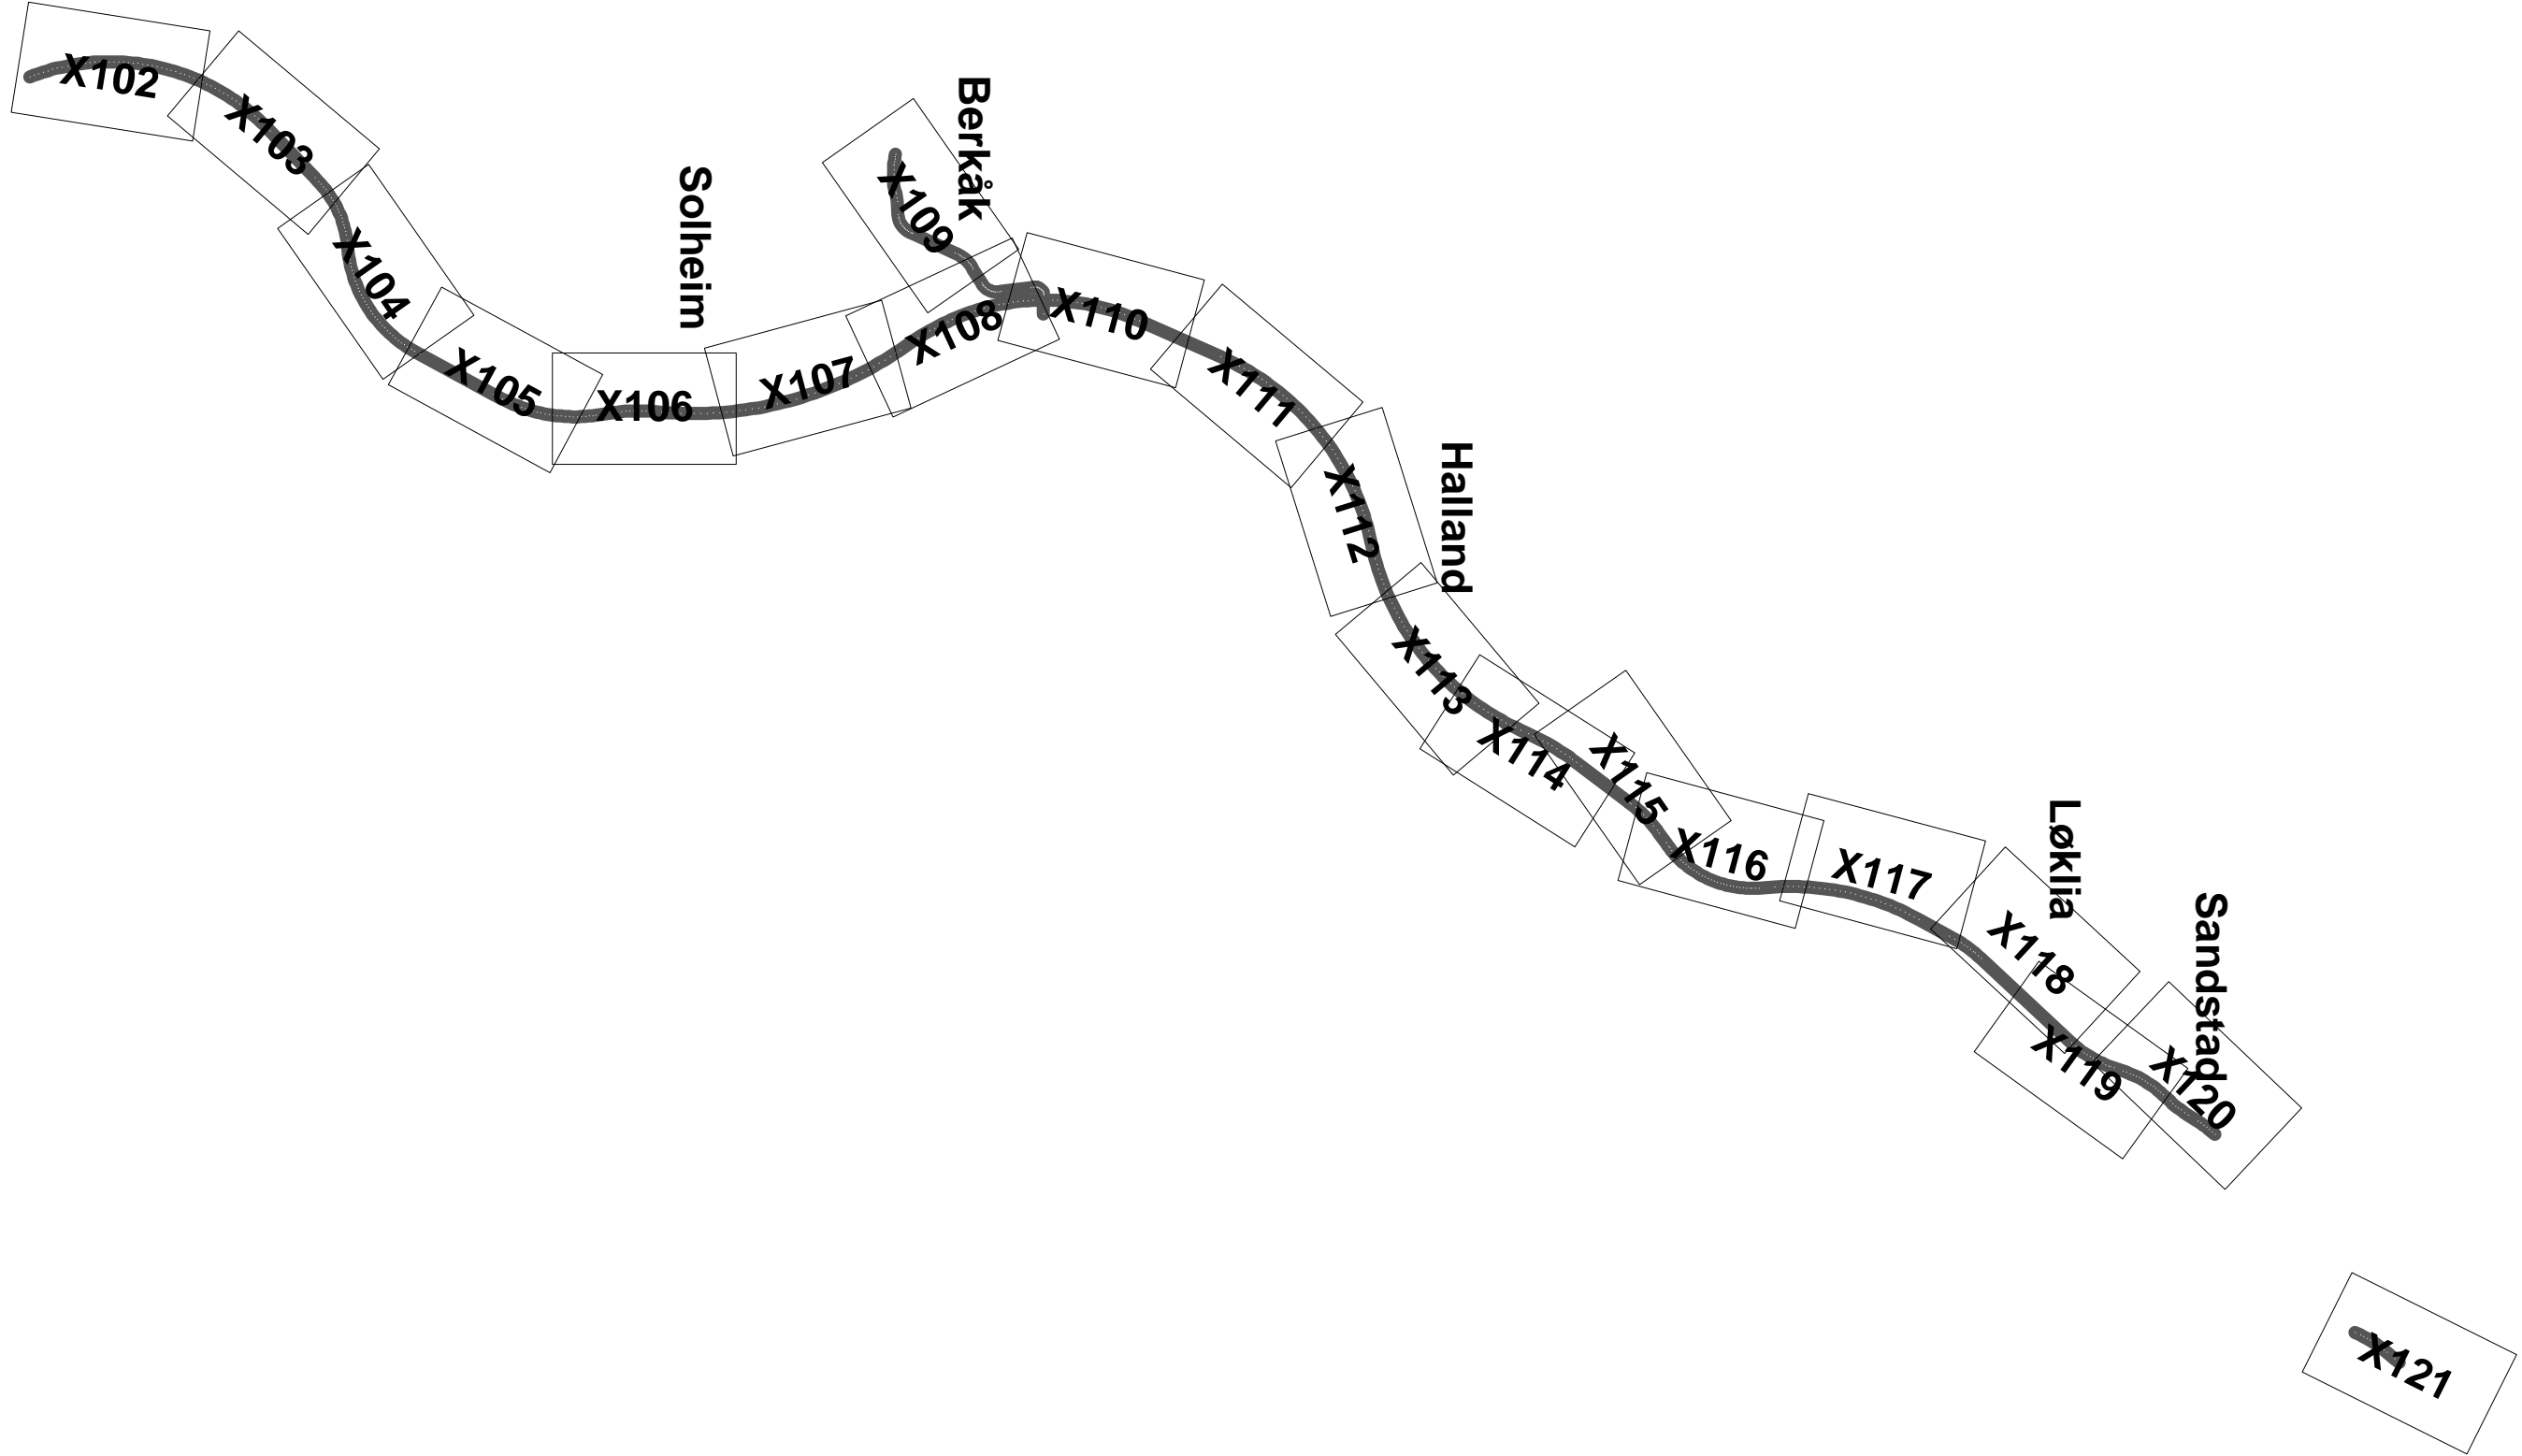 X102
X103
X104
X105
Solheim
X106
X107
X108
Berkåk
X109
X110
X111
X112
Halland
X113
X114
X115
X116
X117
Løklia
X118
X119
Sandstad
X120
X121